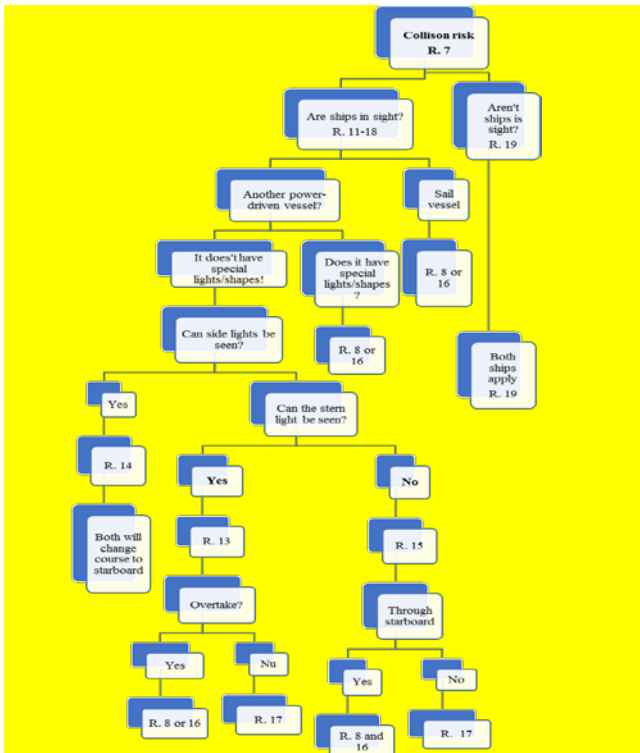 Collison risk
R. 7
Are ships in sight?
R. 11-18
Aren't
ships is
sight?
R. 19
Another power-
driven vessel?
Sail
vessel
It does't have
special
lights/shapes!
Does it have
special
lights/shapes
?
R. 8 or
16
Can side lights be
seen?
R. 8 or
16
Both
ships
apply
R. 19
Yes
Can the stern
light be seen?
R. 14
Yes
No
Both will
change
course to
starboard
R. 13
R. 15
Overtake?
Through
starboard
Yes
Nu
Yes
No
R. 8 or 16
R. 17
R. 8 and
16
R. 17